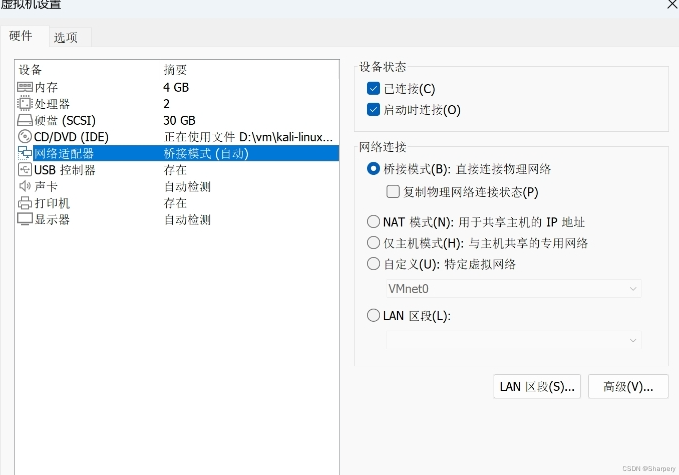 虚拟机设置
硬件 选项
设备 摘要
内存 4 GB
处理器 2
硬盘 (SCSI) 30 GB
CD/DVD (IDE) 正在使用文件 D:\vm\kali-linux...
网络适配器 桥接模式 (自动)
USB 控制器 存在
声卡 自动检测
打印机 存在
显示器 自动检测
设备状态
已连接(C)
启动时连接(O)
网络连接
桥接模式(B): 直接连接物理网络
复制物理网络连接状态(P)
NAT 模式(N): 用于共享主机的 IP 地址
仅主机模式(H): 与主机共享的专用网络
自定义(U): 特定虚拟网络
VMnet0
LAN 区段(L):
LAN 区段(S)... 高级(V)...
CSDN @Sharpery